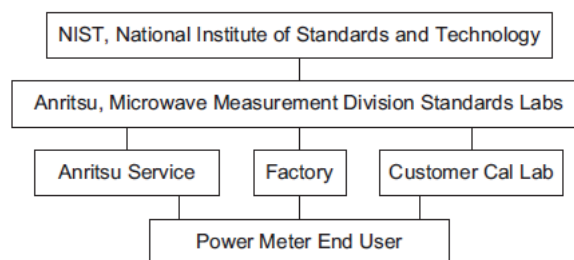 NIST, National Institute of Standards and Technology
Anritsu, Microwave Measurement Division Standards Labs
Anritsu Service
Factory
Customer Cal Lab
Power Meter End User